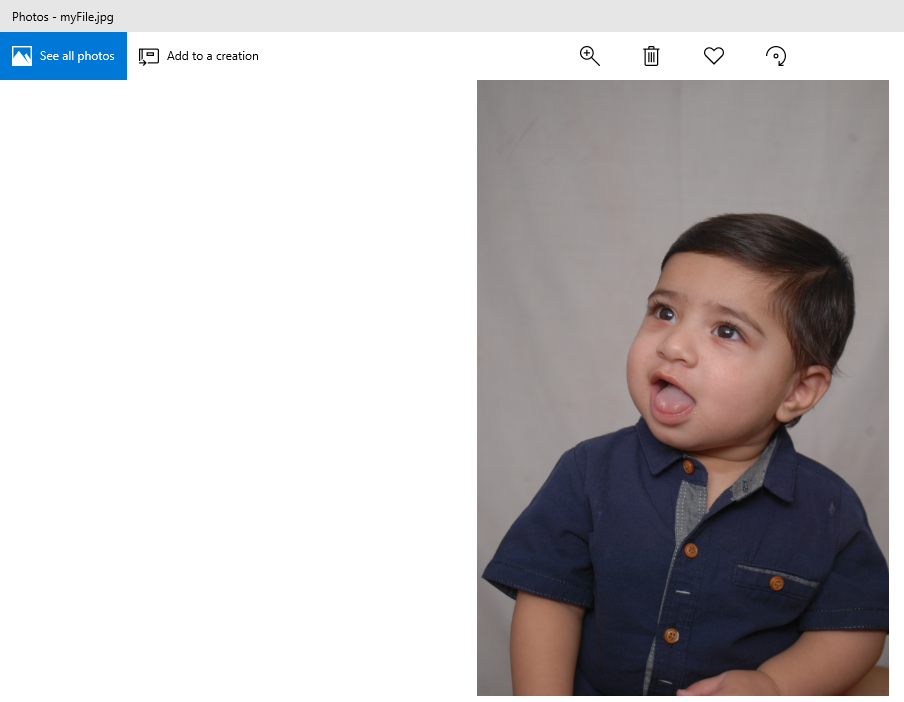 Photos - myFile.jpg
See all photos
Add to a creation